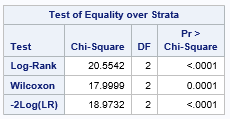 Test of Equality over Strata
Test Chi-Square DF Pr > Chi-Square
Log-Rank 20.5542 2 <.0001
Wilcoxon 17.9999 2 0.0001
-2Log(LR) 18.9732 2 <.0001